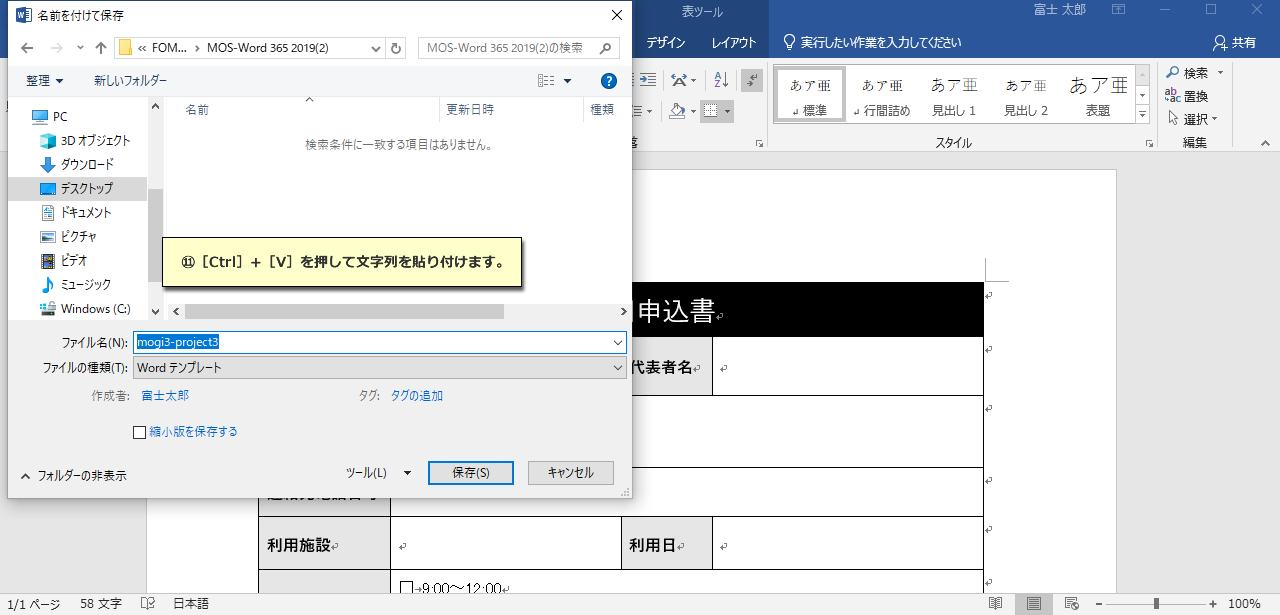 名前を付けて保存
« FOM... › MOS-Word 365 2019(2)
MOS-Word 365 2019(2)の検索
整理
新しいフォルダー
名前
更新日時
種類
検索条件に一致する項目はありません。
PC
3D オブジェクト
ダウンロード
デスクトップ
ドキュメント
ピクチャ
ビデオ
ミュージック
Windows (C:)
⑪［Ctrl］+［V］を押して文字列を貼り付けます。
ファイル名(N):
mogi3-project3
ファイルの種類(T):
Word テンプレート
作成者:
富士太郎
タグ:
タグの追加
縮小版を保存する
フォルダーの非表示
ツール(L)
保存(S)
キャンセル
表ツール
富士 太郎
デザイン
レイアウト
実行したい作業を入力してください
共有
あア亜
あア亜
あア亜
あア亜
あア亜
↲ 標準
↲ 行間詰め
見出し 1
見出し 2
表題
スタイル
検索
置換
選択
編集
申込書
代表者名
利用施設
利用日
□→9:00～12:00
1/1 ページ
58 文字
日本語
100%